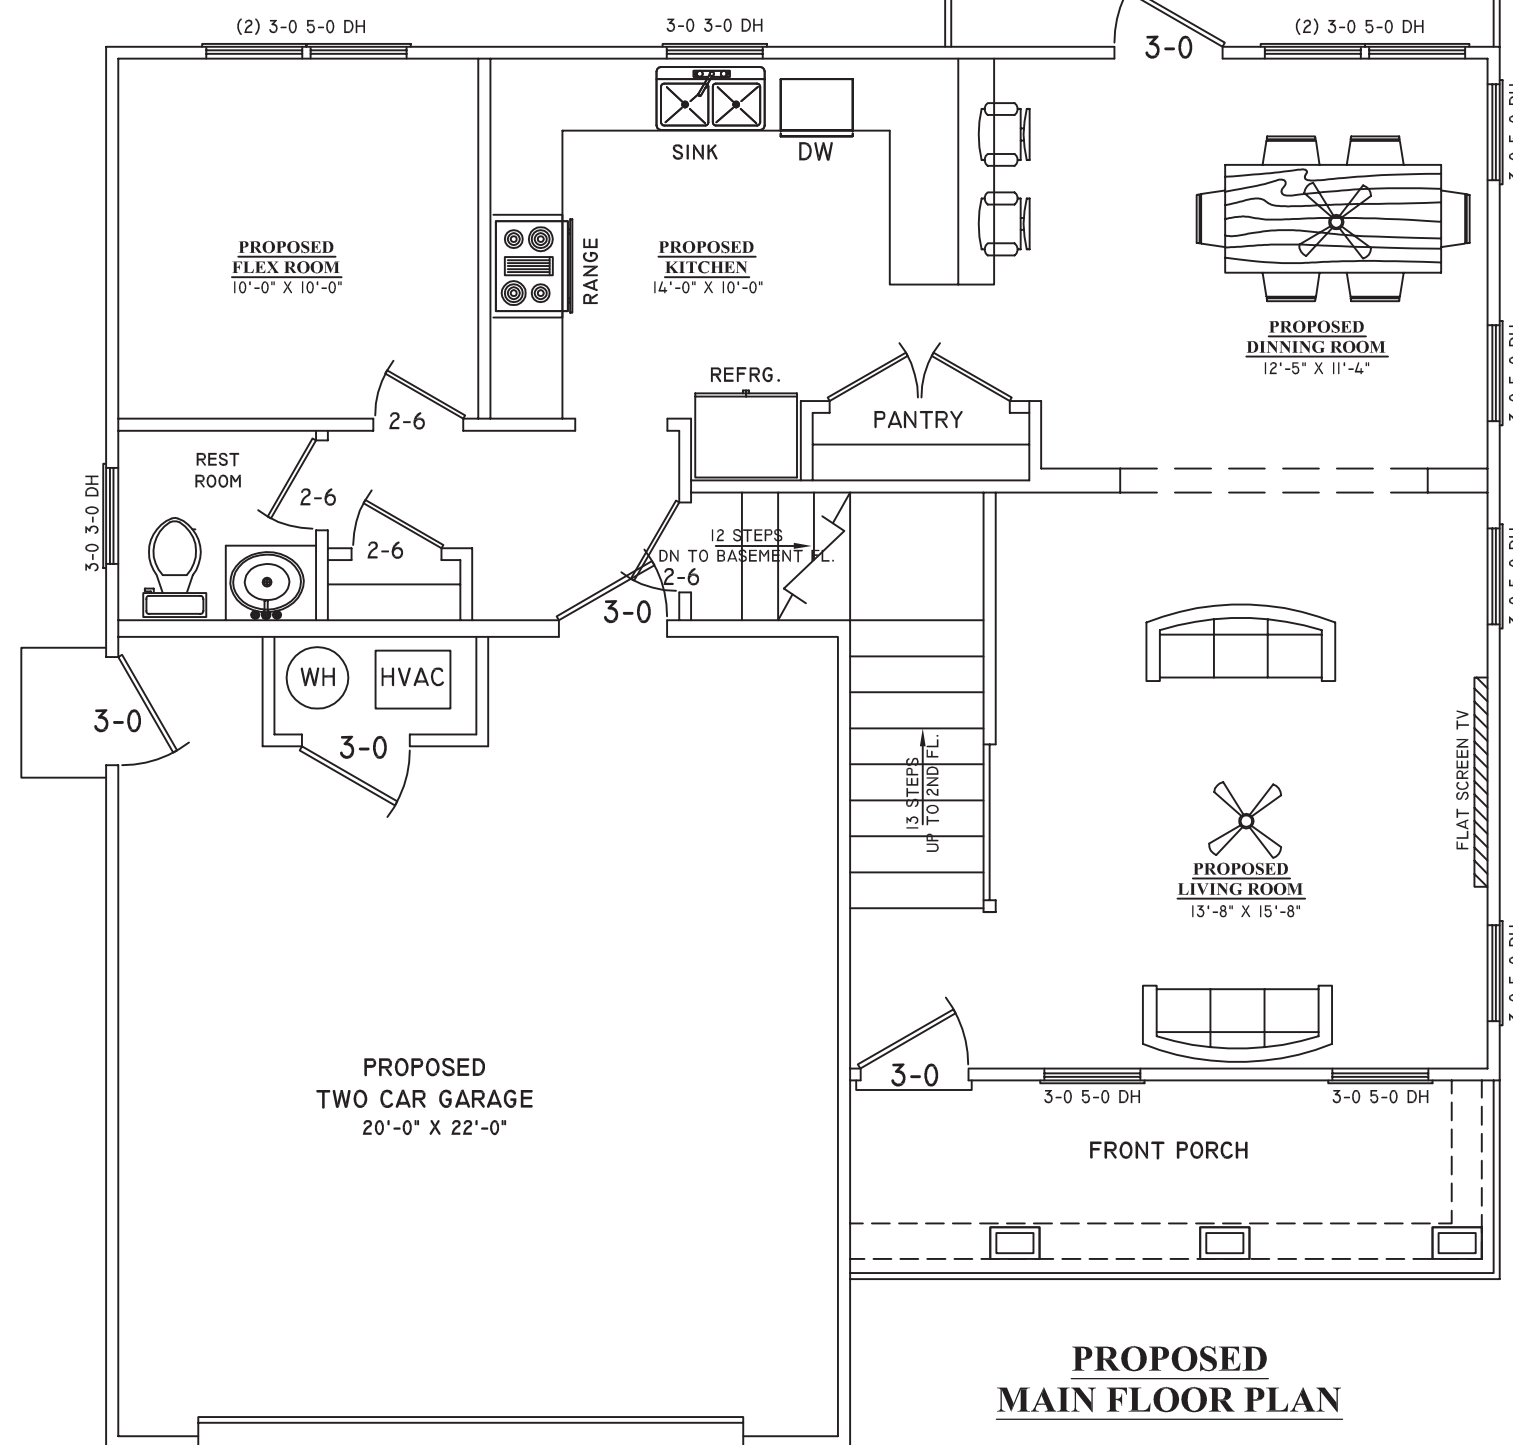 (2) 3-0 5-0 DH
3-0 3-0 DH
(2) 3-0 5-0 DH
3-0
SINK
DW
RANGE
PROPOSED
FLEX ROOM
10'-0" X 10'-0"
PROPOSED
KITCHEN
14'-0" X 10'-0"
PROPOSED
DINNING ROOM
12'-5" X 11'-4"
REFRG.
PANTRY
2-6
REST
ROOM
2-6
2-6
3-0 3-0 DH
12 STEPS
DN TO BASEMENT FL.
2-6
3-0
WH
HVAC
3-0
3-0
13 STEPS
UP TO 2ND FL.
FLAT SCREEN TV
PROPOSED
LIVING ROOM
13'-8" X 15'-8"
PROPOSED
TWO CAR GARAGE
20'-0" X 22'-0"
3-0
3-0 5-0 DH
3-0 5-0 DH
FRONT PORCH
PROPOSED
MAIN FLOOR PLAN